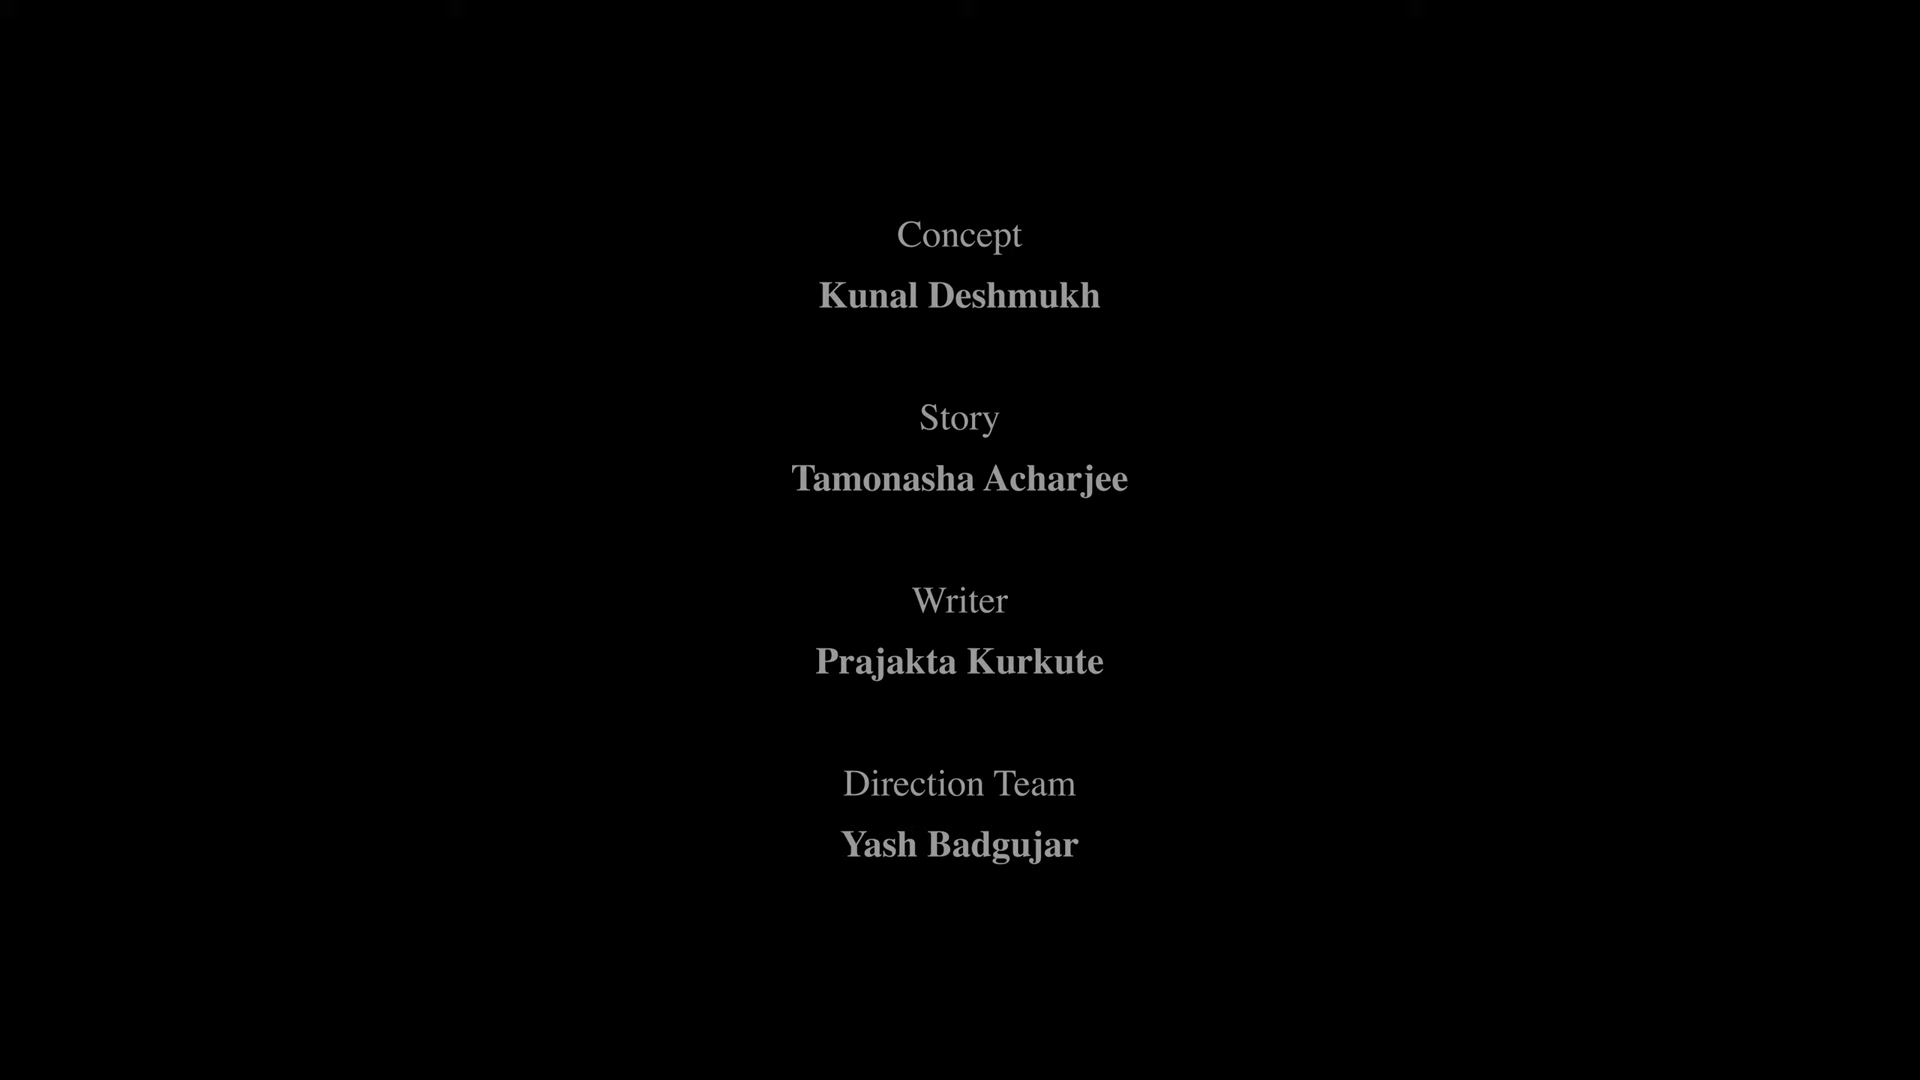 Concept
Kunal Deshmukh
Story
Tamonasha Acharjee
Writer
Prajakta Kurkute
Direction Team
Yash Badgujar